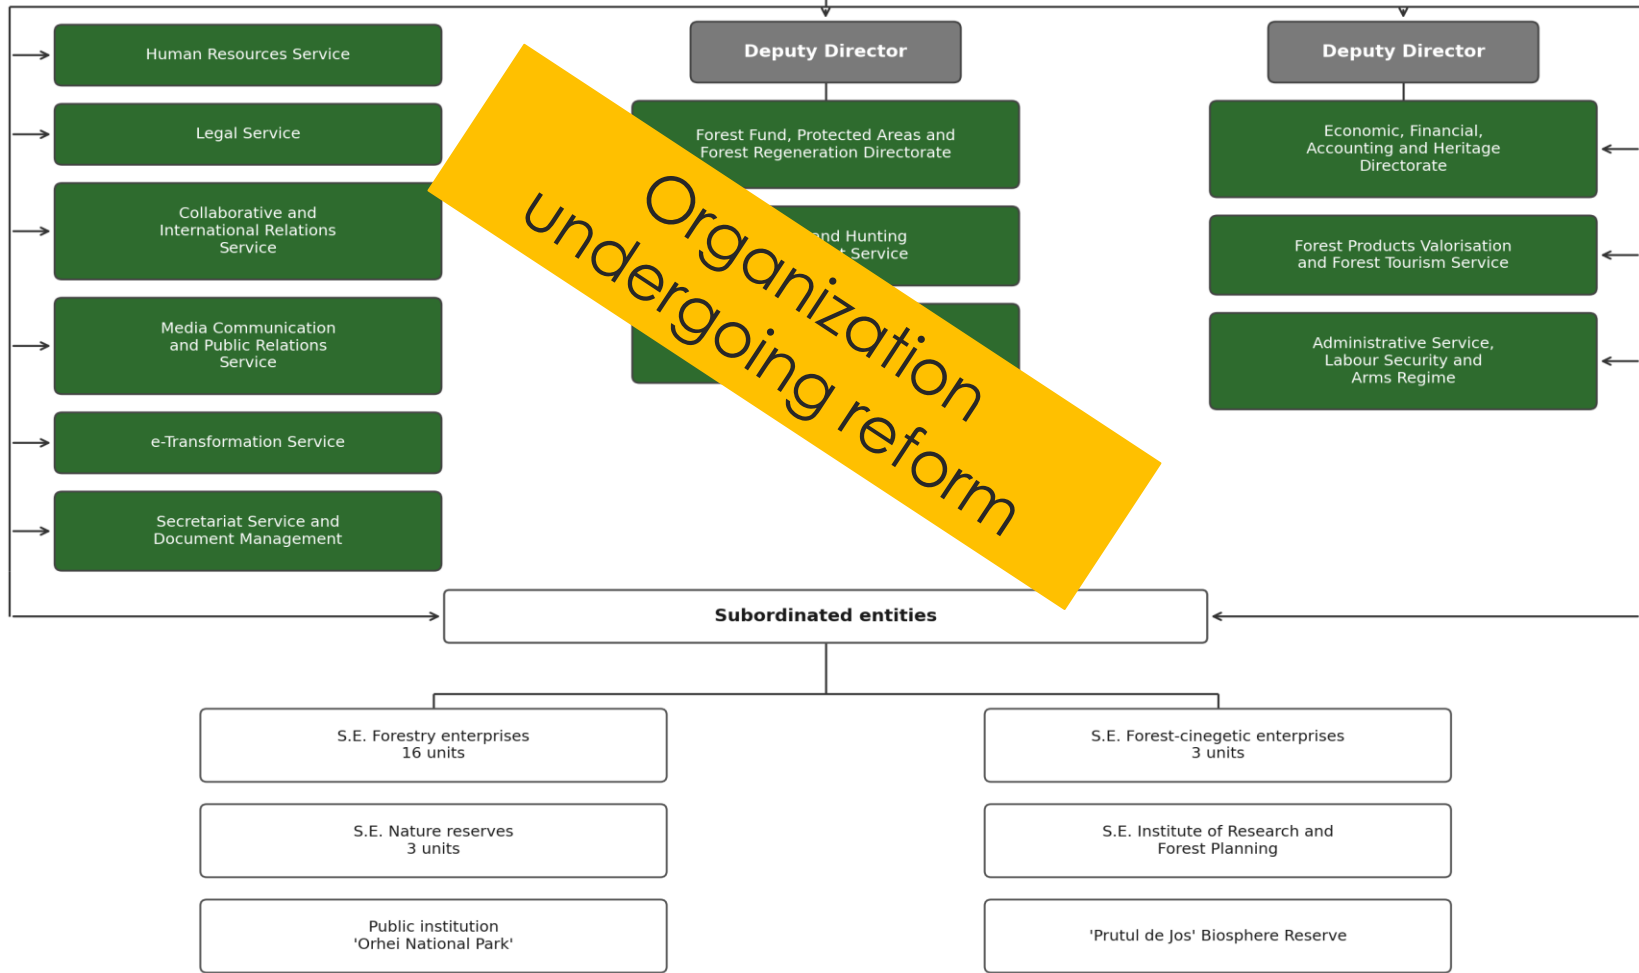 Human Resources Service
Legal Service
Collaborative and
International Relations
Service
Media Communication
and Public Relations
Service
e-Transformation Service
Secretariat Service and
Document Management
Deputy Director
Forest Fund, Protected Areas and
Forest Regeneration Directorate
and Hunting
Service
Organization
undergoing reform
Deputy Director
Economic, Financial,
Accounting and Heritage
Directorate
Forest Products Valorisation
and Forest Tourism Service
Administrative Service,
Labour Security and
Arms Regime
Subordinated entities
S.E. Forestry enterprises
16 units
S.E. Nature reserves
3 units
Public institution
'Orhei National Park'
S.E. Forest-cinegetic enterprises
3 units
S.E. Institute of Research and
Forest Planning
'Prutul de Jos' Biosphere Reserve